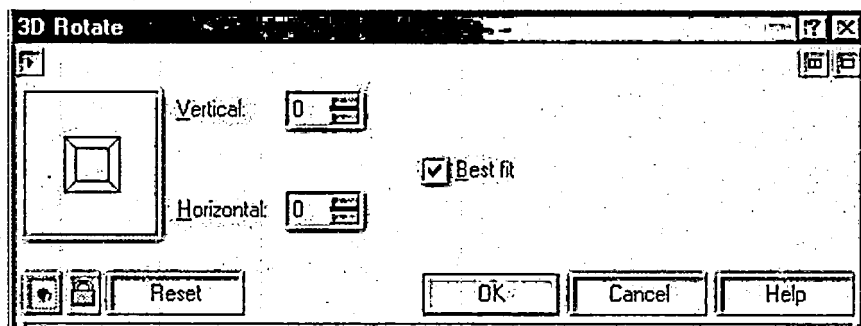 3D Rotate
Vertical: 0
Best fit
Horizontal: 0
Reset OK Cancel Help